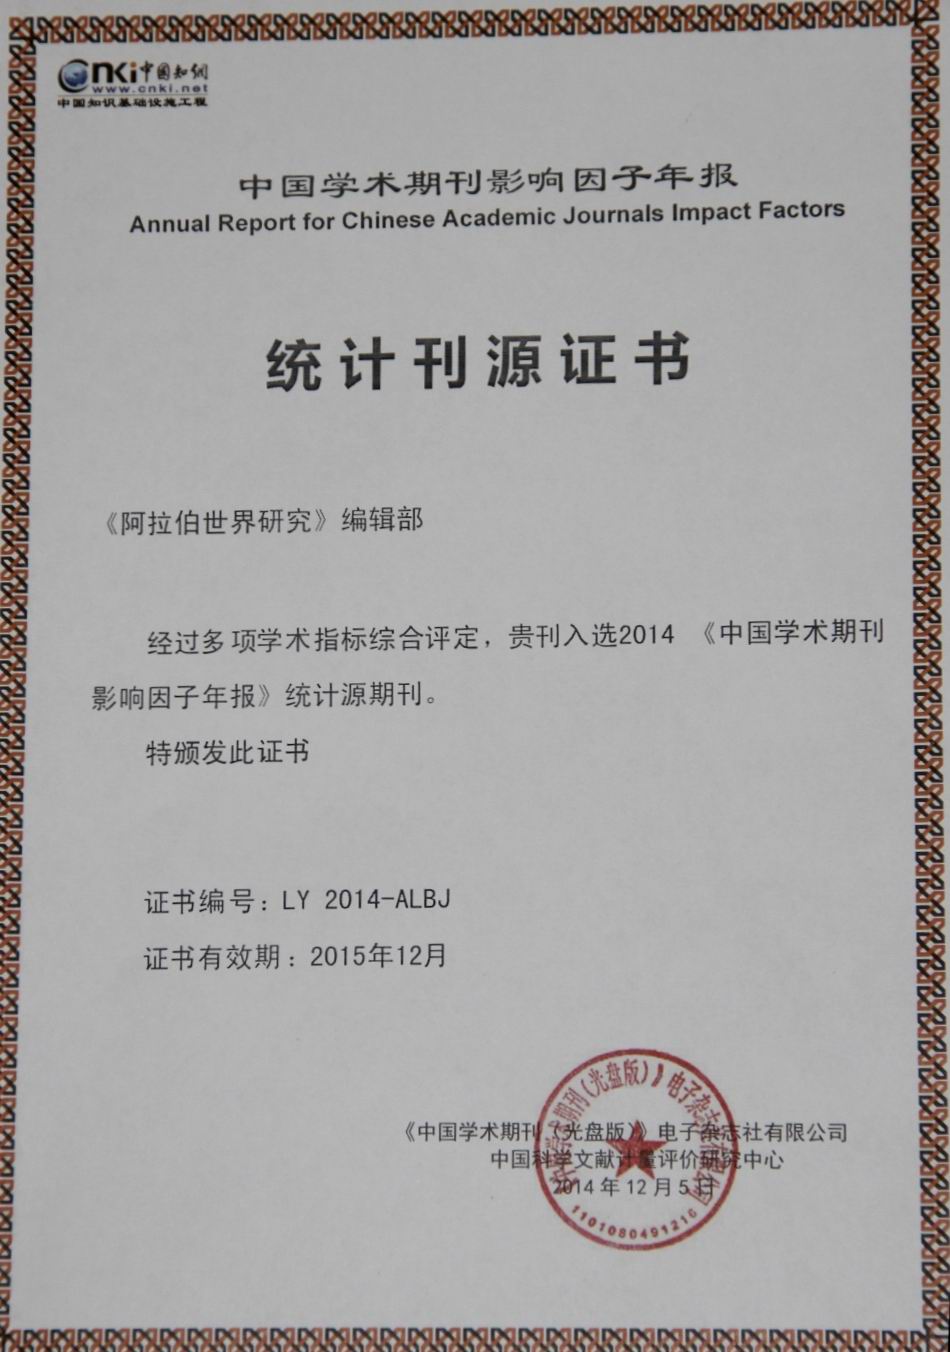 cnki中国知网
www.cnki.net
中国知识基础设施工程
中国学术期刊影响因子年报
Annual Report for Chinese Academic Journals Impact Factors
统计刊源证书
《阿拉伯世界研究》编辑部
经过多项学术指标综合评定，贵刊入选2014 《中国学术期刊
影响因子年报》统计源期刊。
特颁发此证书
证书编号：LY 2014-ALBJ
证书有效期：2015年12月
《中国学术期刊（光盘版）》电子杂志社有限公司
中国科学文献计量评价研究中心
2014年12月5日